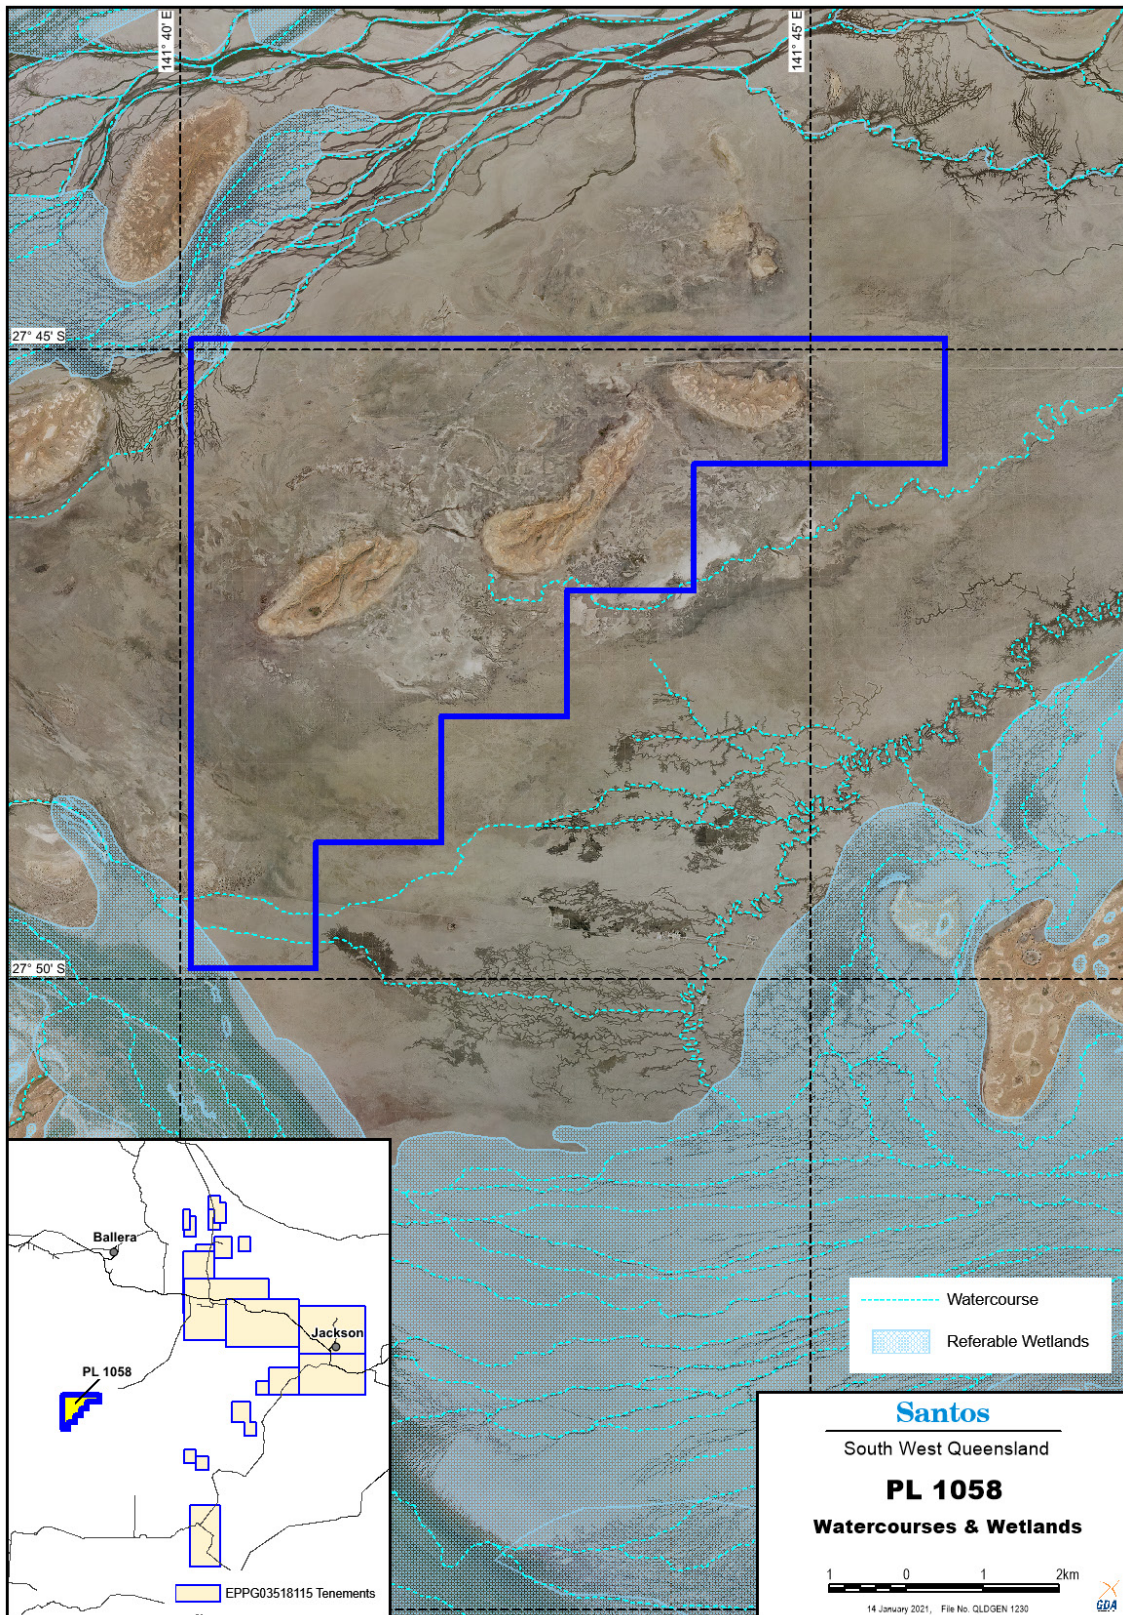 141° 40' E
141° 45' E
27° 45' S
27° 50' S
Ballera
Jackson
PL 1058
EPPG03518115 Tenements
Watercourse
Referable Wetlands
Santos
South West Queensland
PL 1058
Watercourses & Wetlands
1 0 1 2km
14 January 2021, File No. QLDGEN 1230
GDA